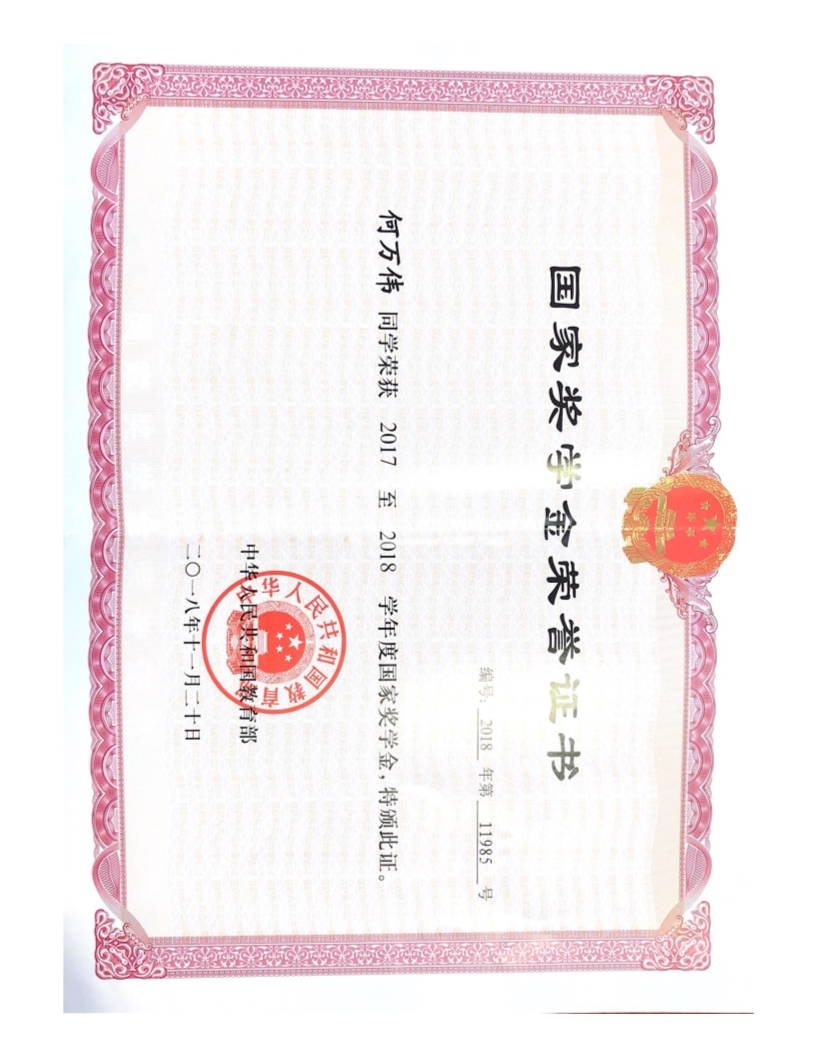 国家奖学金荣誉证书
编号: 2018 年第 11985 号
何万伟 同学荣获 2017 至 2018 学年度国家奖学金,特颁此证。
中华人民共和国教育部
中华人民共和国教育部
二〇一八年十一月二十日